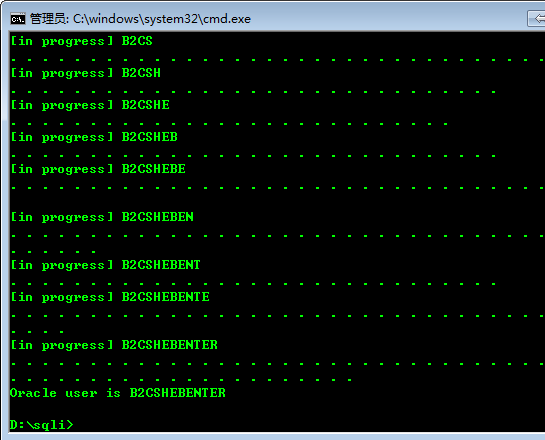 管理员: C:\windows\system32\cmd.exe
[in progress] B2CS
. . . . . . . . . . . . . . . . . . . . . . . . . . . . . . .
[in progress] B2CSH
. . . . . . . . . . . . . . . . . . . . . . . . . . . .
[in progress] B2CSHE
. . . . . . . . . . . . . . . . . . . . . . . . . .
[in progress] B2CSHEB
. . . . . . . . . . . . . . . . . . . . . . . . . . . .
[in progress] B2CSHEBE
. . . . . . . . . . . . . . . . . . . . . . . . . . . . . . .
[in progress] B2CSHEBEN
. . . . . . . . . . . . . . . . . . . . . . . . . . . . . . .
. . . . . .
[in progress] B2CSHEBENT
. . . . . . . . . . . . . . . . . . . . . . . . . . . .
[in progress] B2CSHEBENTE
. . . . . . . . . . . . . . . . . . . . . . . . . . . . . . .
. . . .
[in progress] B2CSHEBENTER
. . . . . . . . . . . . . . . . . . . . . . . . . . . . . . .
. . . . . . . . . . . . . . . . . . . .
Oracle user is B2CSHEBENTER
D:\sqli>